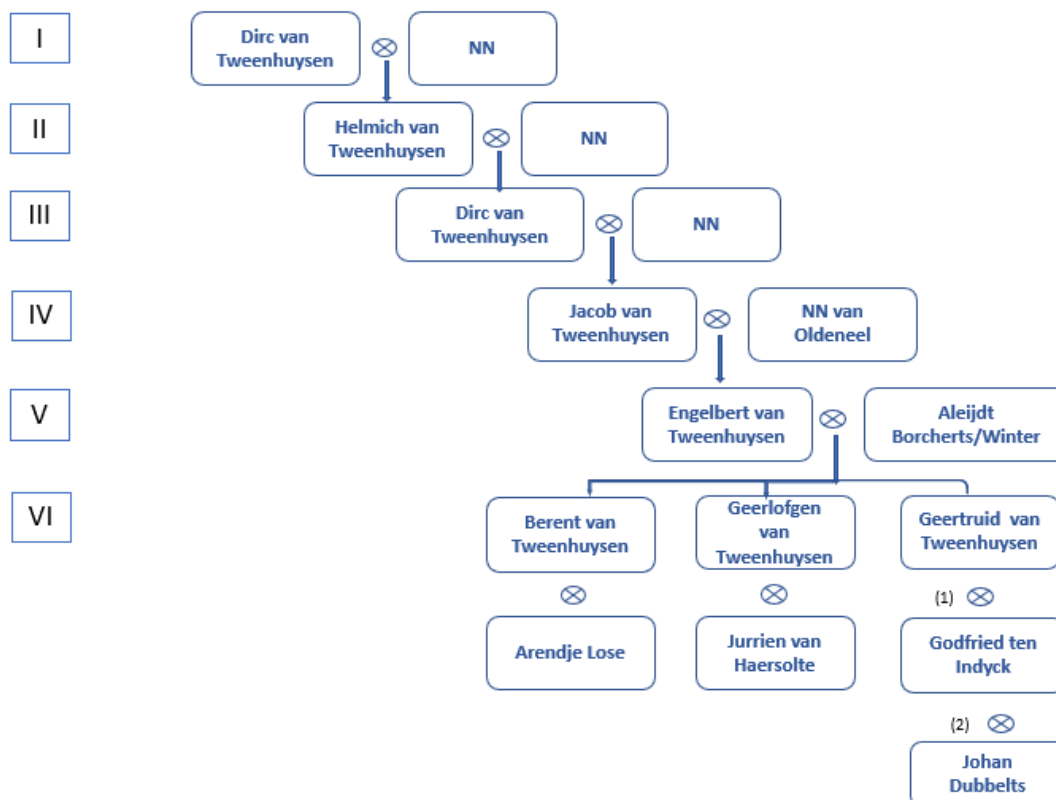 I
Dirc van
Tweenhuysen
NN
II
Helmich van
Tweenhuysen
NN
III
Dirc van
Tweenhuysen
NN
IV
Jacob van
Tweenhuysen
NN van
Oldeneel
V
Engelbert van
Tweenhuysen
Aleijdt
Borcherts/Winter
VI
Berent van
Tweenhuysen
Geerlofgen
van
Tweenhuysen
Geertruid van
Tweenhuysen
(1)
Arendje Lose
Jurrien van
Haersolte
Godfried ten
Indyck
(2)
Johan
Dubbelts